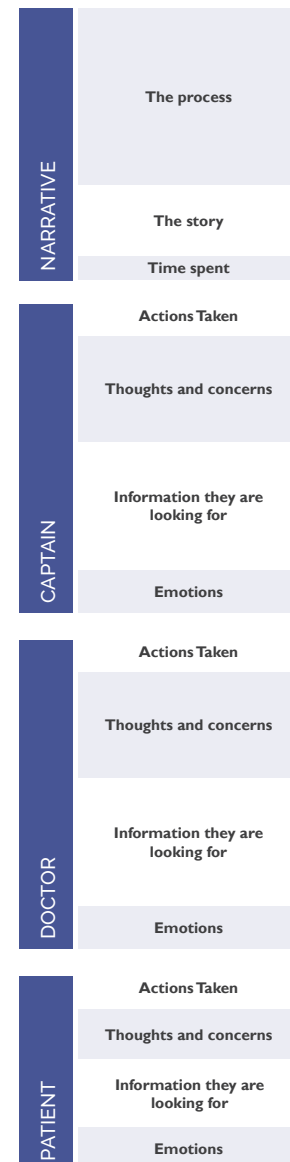 NARRATIVE
The process
The story
Time spent
CAPTAIN
Actions Taken
Thoughts and concerns
Information they are
looking for
Emotions
DOCTOR
Actions Taken
Thoughts and concerns
Information they are
looking for
Emotions
PATIENT
Actions Taken
Thoughts and concerns
Information they are
looking for
Emotions